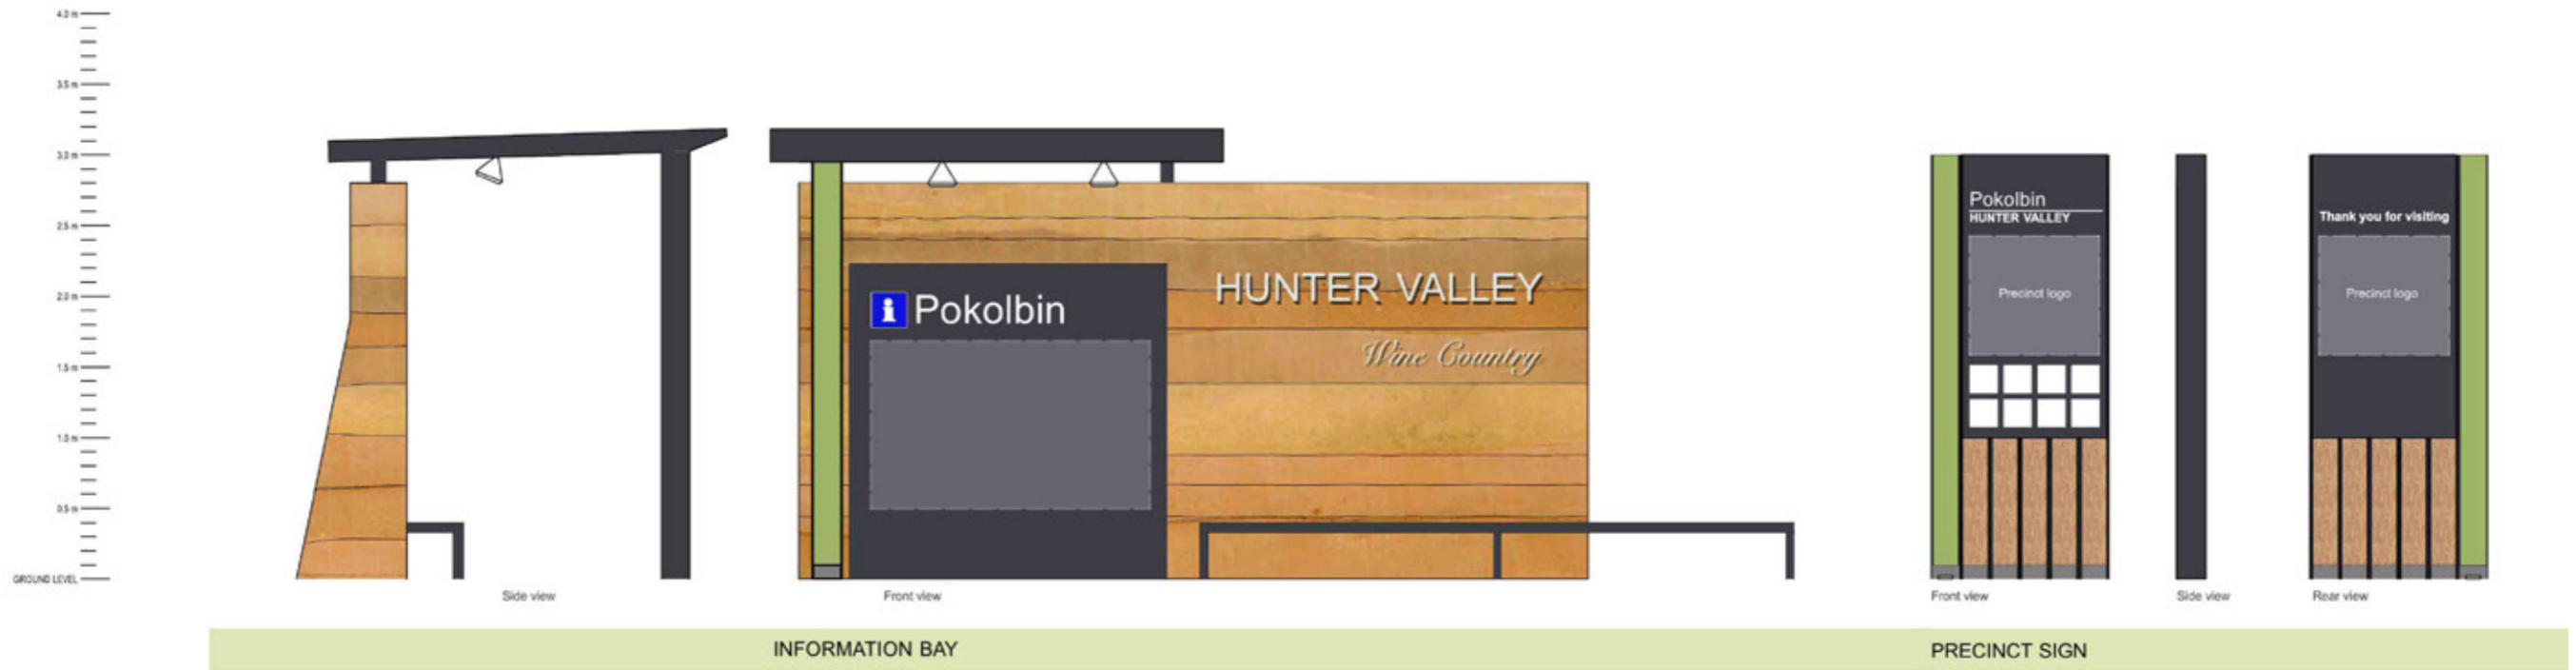 4.0 m
3.5 m
3.0 m
2.5 m
2.0 m
1.5 m
1.0 m
0.5 m
GROUND LEVEL
Side view
i Pokolbin
HUNTER VALLEY
Wine Country
Front view
INFORMATION BAY
Pokolbin
HUNTER VALLEY
Precinct logo
Front view
Side view
Thank you for visiting
Precinct logo
Rear view
PRECINCT SIGN